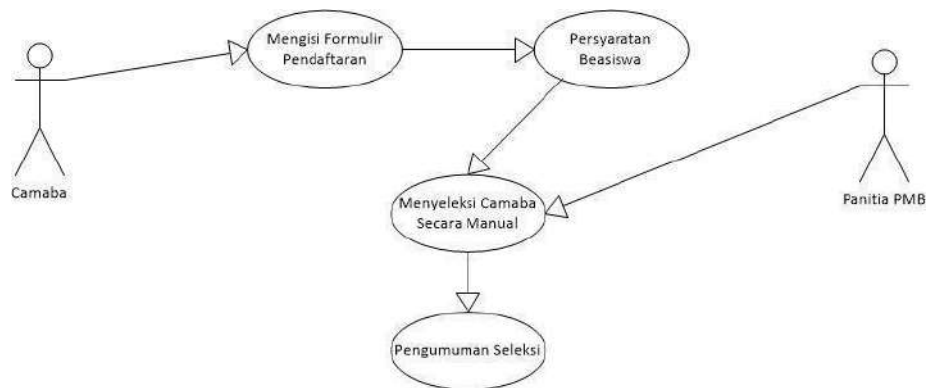 Mengisi Formulir
Pendaftaran
Persyaratan
Beasiswa
Camaba
Menyeleksi Camaba
Secara Manual
Panitia PMB
Pengumuman Seleksi